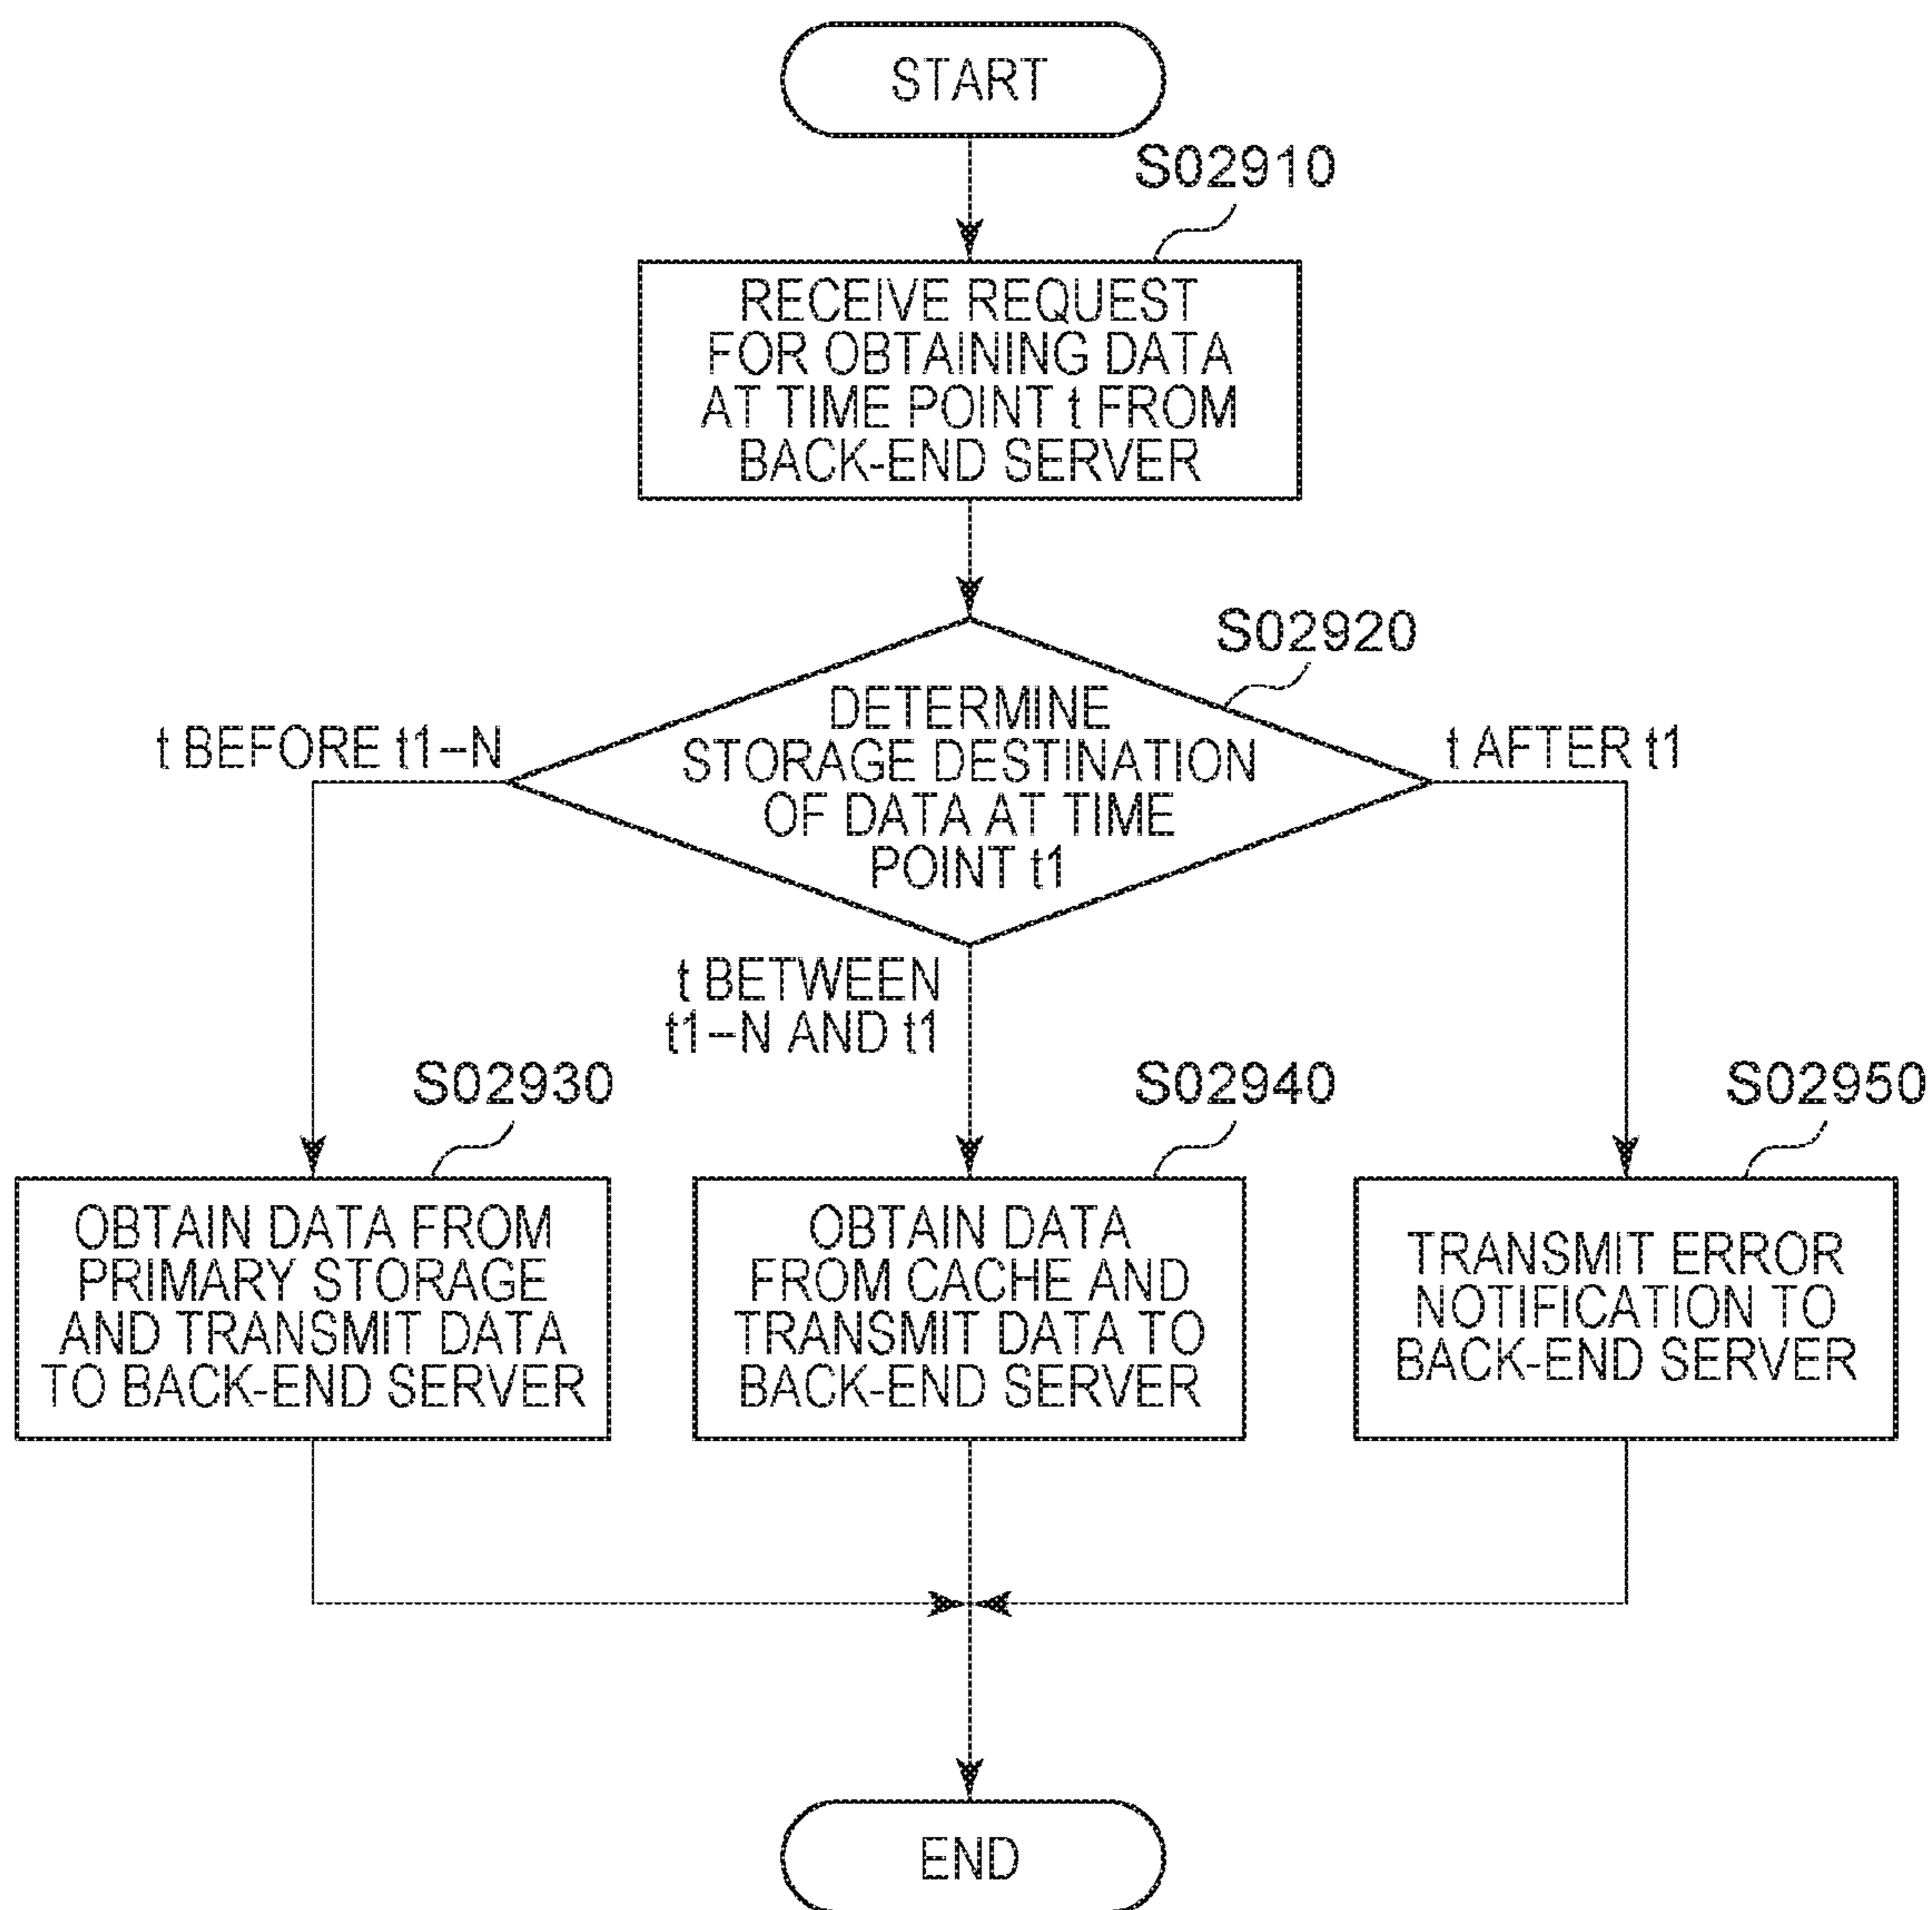 START
S02910
RECEIVE REQUEST
FOR OBTAINING DATA
AT TIME POINT t FROM
BACK-END SERVER
S02920
DETERMINE
STORAGE DESTINATION
OF DATA AT TIME
POINT t1
t BEFORE t1–N
t AFTER t1
t BETWEEN
t1–N AND t1
S02930
OBTAIN DATA FROM
PRIMARY STORAGE
AND TRANSMIT DATA
TO BACK-END SERVER
S02940
OBTAIN DATA
FROM CACHE AND
TRANSMIT DATA TO
BACK-END SERVER
S02950
TRANSMIT ERROR
NOTIFICATION TO
BACK-END SERVER
END